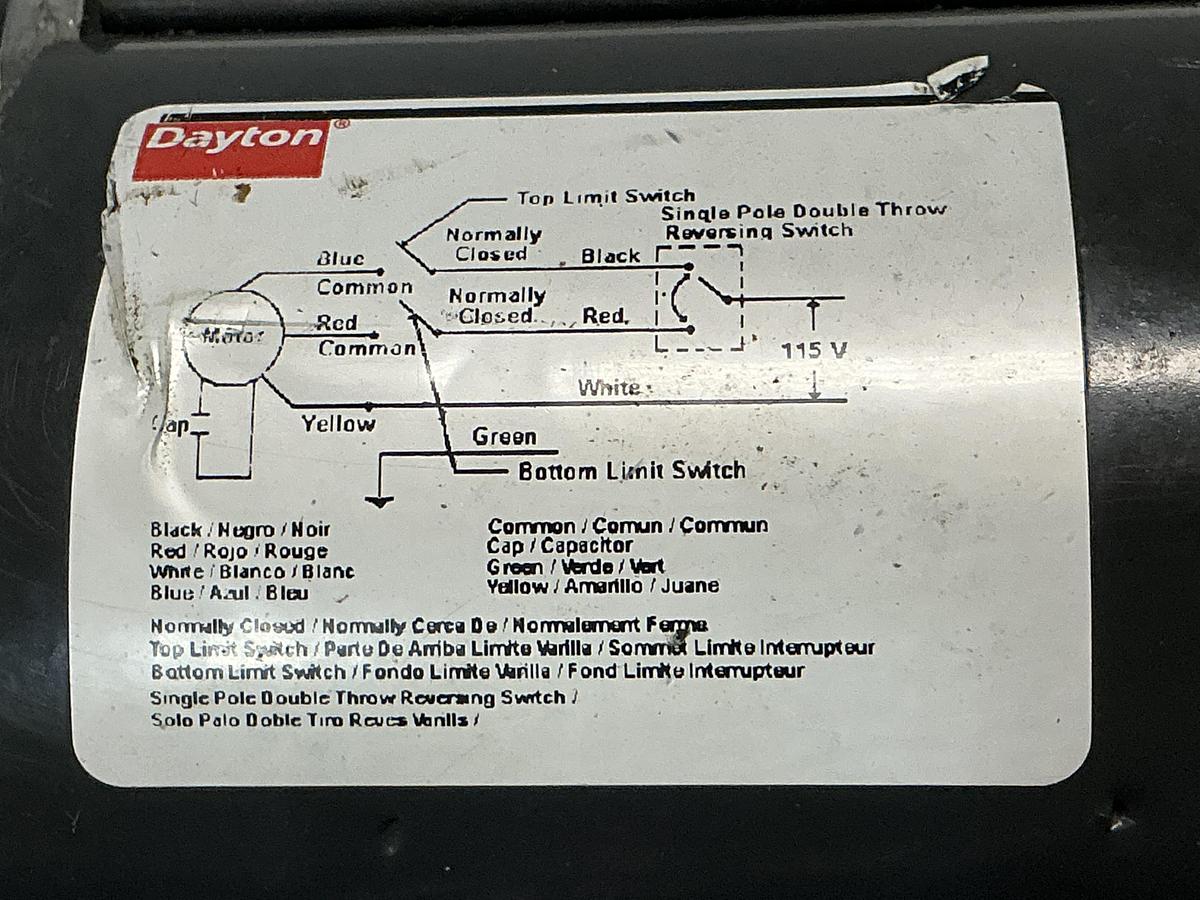 Dayton®
Top Limit Switch
Single Pole Double Throw
Reversing Switch
Normally
Closed
Black
Blue
Common
Normally
Closed
Red
Red
Common
Motor
115 V
White
Cap
Yellow
Green
Bottom Limit Switch
Black / Negro / Noir
Red / Rojo / Rouge
White / Blanco / Blanc
Blue / Azul / Bleu
Common / Comun / Commun
Cap / Capacitor
Green / Verde / Vert
Yellow / Amarillo / Juane
Normally Closed / Normally Cerca De / Normalement Ferme
Top Limit Switch / Parte De Arriba Limite Varilla / Sommet Limite Interrupteur
Bottom Limit Switch / Fondo Limite Varilla / Fond Limite Interrupteur
Single Pole Double Throw Reversing Switch /
Solo Palo Doble Tiro Reves Varilla /